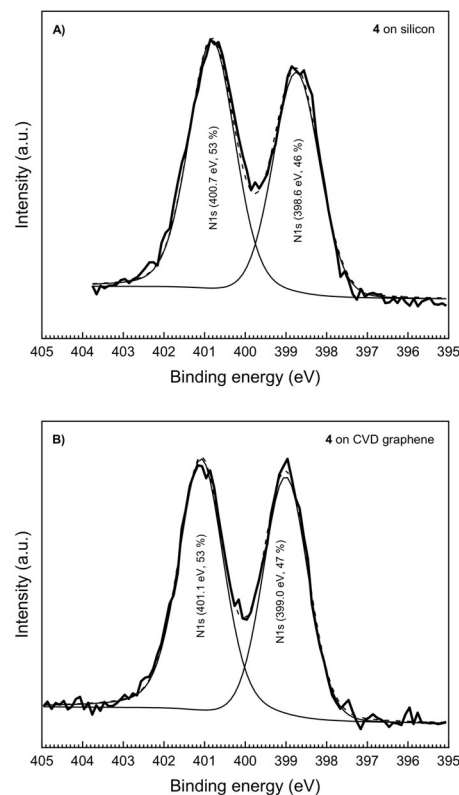 A)
4 on silicon
Intensity (a.u.)
N1s (400.7 eV, 53 %)
N1s (398.6 eV, 46 %)
405 404 403 402 401 400 399 398 397 396 395
Binding energy (eV)
B)
4 on CVD graphene
Intensity (a.u.)
N1s (401.1 eV, 53 %)
N1s (399.0 eV, 47 %)
405 404 403 402 401 400 399 398 397 396 395
Binding energy (eV)